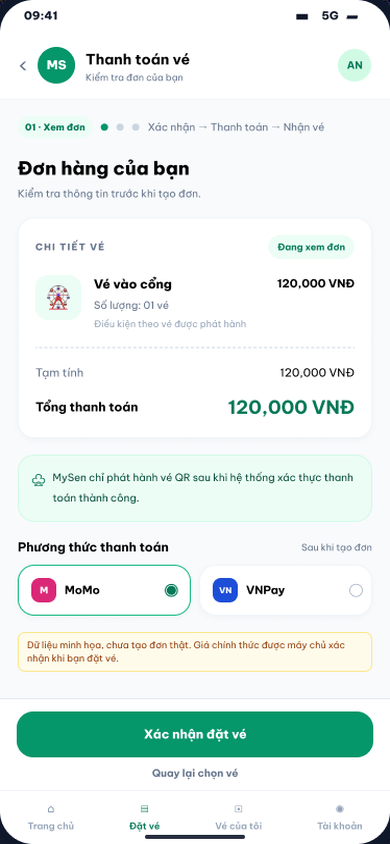 09:41
5G
MS
Thanh toán vé
Kiểm tra đơn của bạn
AN
01 · Xem đơn
Xác nhận → Thanh toán → Nhận vé
Đơn hàng của bạn
Kiểm tra thông tin trước khi tạo đơn.
CHI TIẾT VÉ
Đang xem đơn
Vé vào cổng
120,000 VNĐ
Số lượng: 01 vé
Điều kiện theo vé được phát hành
Tạm tính
120,000 VNĐ
Tổng thanh toán
120,000 VNĐ
MySen chỉ phát hành vé QR sau khi hệ thống xác thực thanh
toán thành công.
Phương thức thanh toán
Sau khi tạo đơn
M
MoMo
VN
VNPay
Dữ liệu minh họa, chưa tạo đơn thật. Giá chính thức được máy chủ xác
nhận khi bạn đặt vé.
Xác nhận đặt vé
Quay lại chọn vé
Trang chủ
Đặt vé
Vé của tôi
Tài khoản